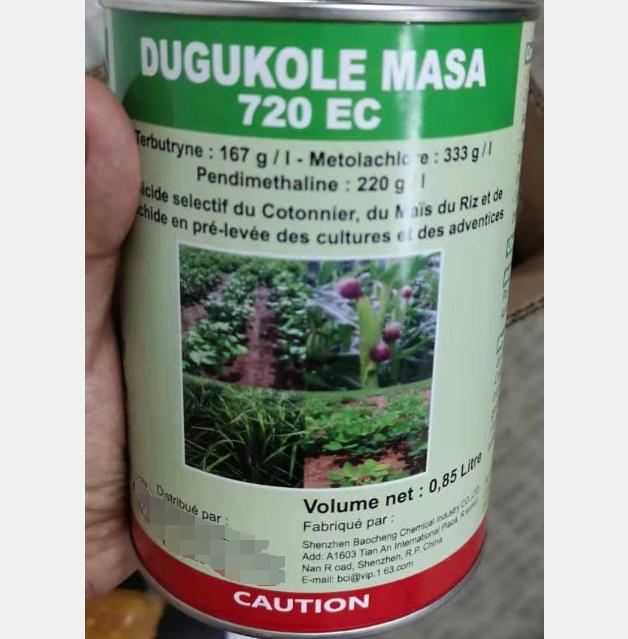 DUGUKOLE MASA
720 EC
Terbutryne : 167 g / l - Metolachlore : 333 g / l
Pendimethaline : 220 g / l
icide selectif du Cotonnier, du Maïs du Riz et de
chide en pré-levée des cultures et des adventices
Volume net : 0,85 Litre
Distribué par :
Fabriqué par :
Shenzhen Baocheng Chemical Industry CO.,LTD
Add: A1603 Tian An International Plaza,
Nan R oad, Shenzhen, R.P. China
E-mail: bci@vip.1 63.com
CAUTION